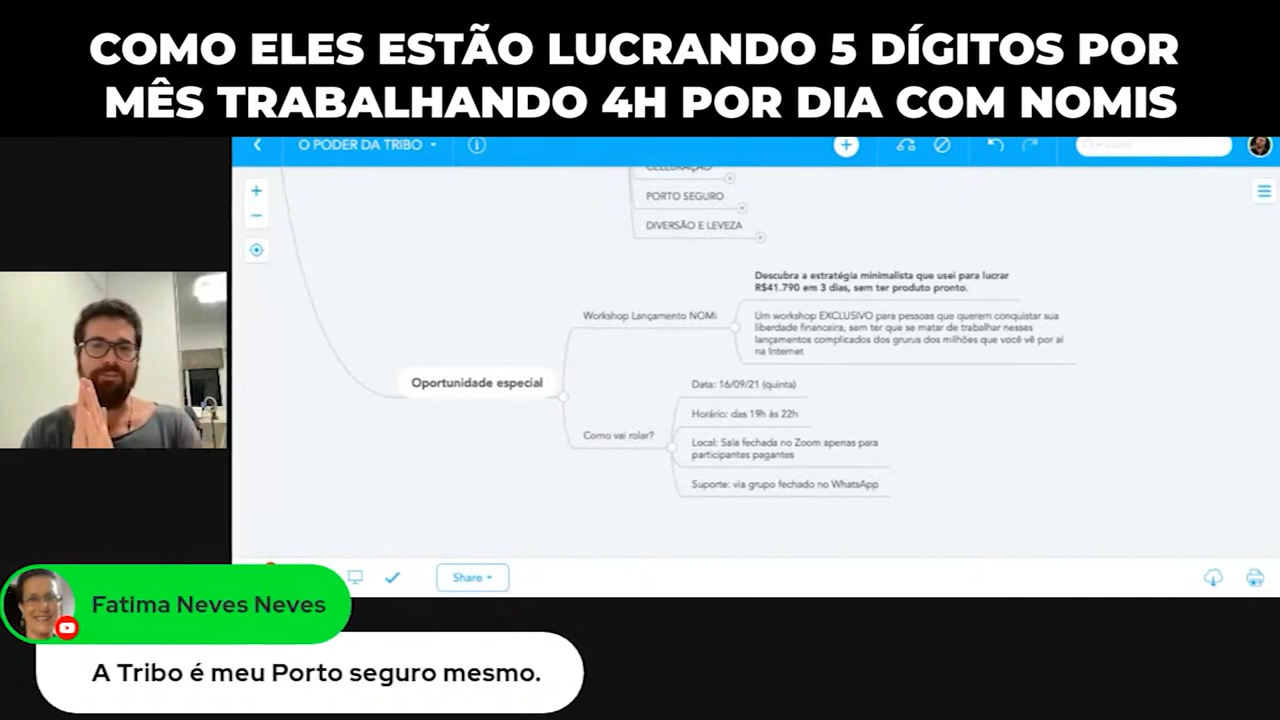 COMO ELES ESTÃO LUCRANDO 5 DÍGITOS POR
MÊS TRABALHANDO 4H POR DIA COM NOMIS
O PODER DA TRIBO
CELEBRAÇÃO
PORTO SEGURO
DIVERSÃO E LEVEZA
Descubra a estratégia minimalista que usei para lucrar
R$41.790 em 3 dias, sem ter produto pronto.
Workshop Lançamento NOMi
Um workshop EXCLUSIVO para pessoas que querem conquistar sua
liberdade financeira, sem ter que se matar de trabalhar nesses
lançamentos complicados dos grurus dos milhões que você vê por aí
na Internet
Oportunidade especial
Data: 16/09/21 (quinta)
Horário: das 19h às 22h
Como vai rolar?
Local: Sala fechada no Zoom apenas para
participantes pagantes
Suporte: via grupo fechado no WhatsApp
Share
Fatima Neves Neves
A Tribo é meu Porto seguro mesmo.